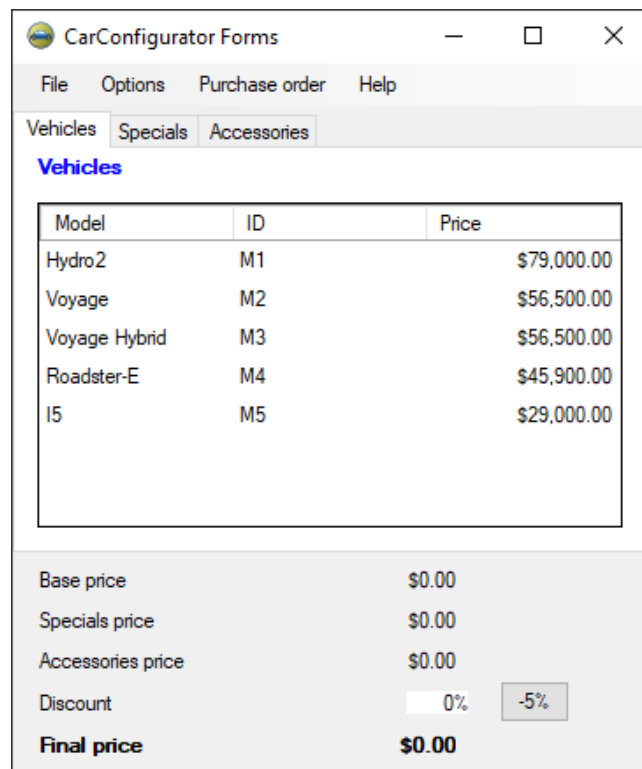 CarConfigurator Forms
File Options Purchase order Help
Vehicles Specials Accessories
Vehicles
Model ID Price
Hydro2 M1 $79,000.00
Voyage M2 $56,500.00
Voyage Hybrid M3 $56,500.00
Roadster-E M4 $45,900.00
I5 M5 $29,000.00
Base price $0.00
Specials price $0.00
Accessories price $0.00
Discount 0% -5%
Final price $0.00